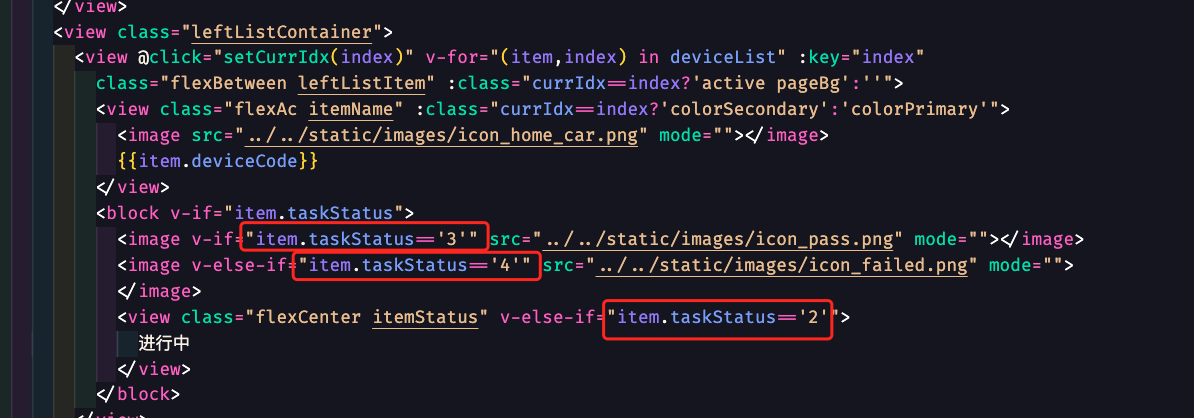 </view>
<view class="leftListContainer">
<view @click="setCurrIdx(index)" v-for="(item,index) in deviceList" :key="index"
class="flexBetween leftListItem" :class="currIdx==index?'active pageBg':''">
<view class="flexAc itemName" :class="currIdx==index?'colorSecondary':'colorPrimary'">
<image src="../../static/images/icon_home_car.png" mode=""></image>
{{item.deviceCode}}
</view>
<block v-if="item.taskStatus">
<image v-if="item.taskStatus=='3'" src="../../static/images/icon_pass.png" mode=""></image>
<image v-else-if="item.taskStatus=='4'" src="../../static/images/icon_failed.png" mode="">
</image>
<view class="flexCenter itemStatus" v-else-if="item.taskStatus=='2'">
进行中
</view>
</block>
</view>